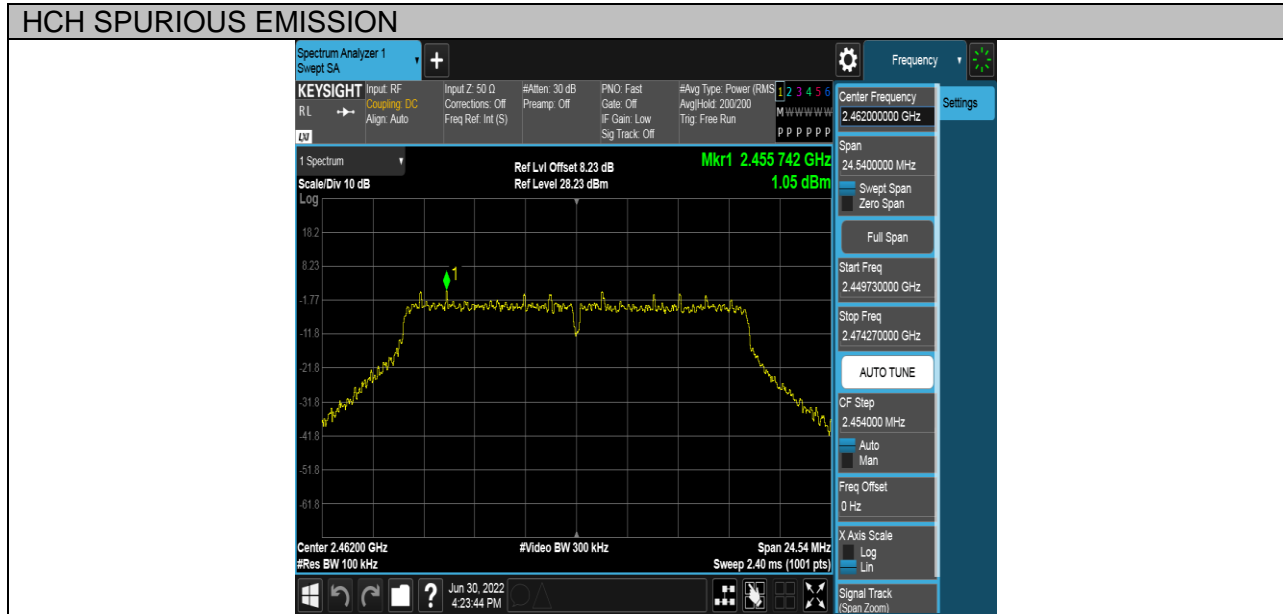 HCH SPURIOUS EMISSION
Spectrum Analyzer 1
Swept SA
+
Frequency
KEYSIGHT
RL
LXI
Input: RF
Coupling: DC
Align: Auto
Input Z: 50 Ω
Corrections: Off
Freq Ref: Int (S)
#Atten: 30 dB
Preamp: Off
PNO: Fast
Gate: Off
IF Gain: Low
Sig Track: Off
#Avg Type: Power (RMS
Avg|Hold: 200/200
Trig: Free Run
1 2 3 4 5 6
M W W W W W
P P P P P P
1 Spectrum
Scale/Div 10 dB
Ref Lvl Offset 8.23 dB
Ref Level 28.23 dBm
Mkr1 2.455 742 GHz
1.05 dBm
Log
18.2
8.23
-1.77
-11.8
-21.8
-31.8
-41.8
-51.8
-61.8
1
Center 2.46200 GHz
#Res BW 100 kHz
#Video BW 300 kHz
Span 24.54 MHz
Sweep 2.40 ms (1001 pts)
?
Jun 30, 2022
4:23:44 PM
Center Frequency
2.462000000 GHz
Settings
Span
24.5400000 MHz
Swept Span
Zero Span
Full Span
Start Freq
2.449730000 GHz
Stop Freq
2.474270000 GHz
AUTO TUNE
CF Step
2.454000 MHz
Auto
Man
Freq Offset
0 Hz
X Axis Scale
Log
Lin
Signal Track
(Span Zoom)